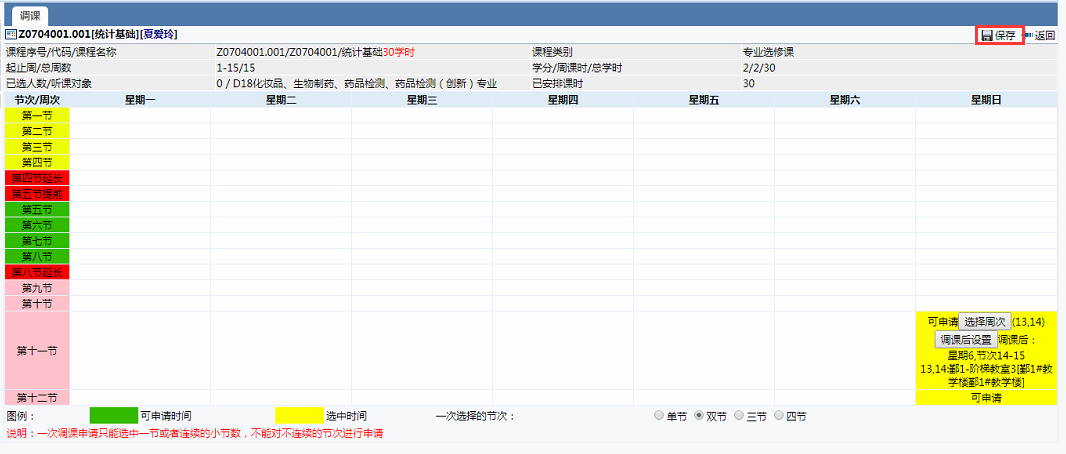 调课
Z0704001.001[统计基础][夏爱玲] 保存 返回
课程序号/代码/课程名称 Z0704001.001/Z0704001/统计基础30学时 课程类别 专业选修课
起止周/总周数 1-15/15 学分/周课时/总学时 2/2/30
已选人数/听课对象 0 / D18化妆品、生物制药、药品检测、药品检测（创新）专业 已安排课时 30
节次/周次 星期一 星期二 星期三 星期四 星期五 星期六 星期日
第一节
第二节
第三节
第四节
第四节延长
第五节提前
第五节
第六节
第七节
第八节
第八节延长
第九节
第十节
第十一节
可申请 选择周次 (13,14)
调课后设置 调课后：
星期6,节次14-15
13,14:鄞1-阶梯教室3[鄞1#教
学楼鄞1#教学楼]
第十二节 可申请
图例： 可申请时间 选中时间 一次选择的节次： 单节 双节 三节 四节
说明：一次调课申请只能选中一节或者连续的小节数，不能对不连续的节次进行申请